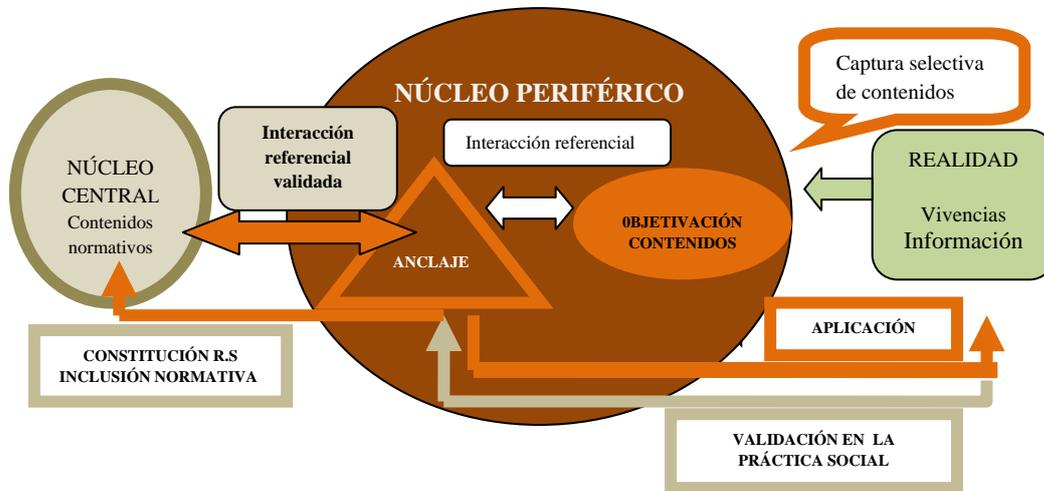 NÚCLEO PERIFÉRICO
Captura selectiva
de contenidos
Interacción
referencial
validada
Interacción referencial
NÚCLEO
CENTRAL
Contenidos
normativos
REALIDAD
Vivencias
Información
0BJETIVACIÓN
CONTENIDOS
ANCLAJE
APLICACIÓN
CONSTITUCIÓN R.S
INCLUSIÓN NORMATIVA
VALIDACIÓN EN LA
PRÁCTICA SOCIAL